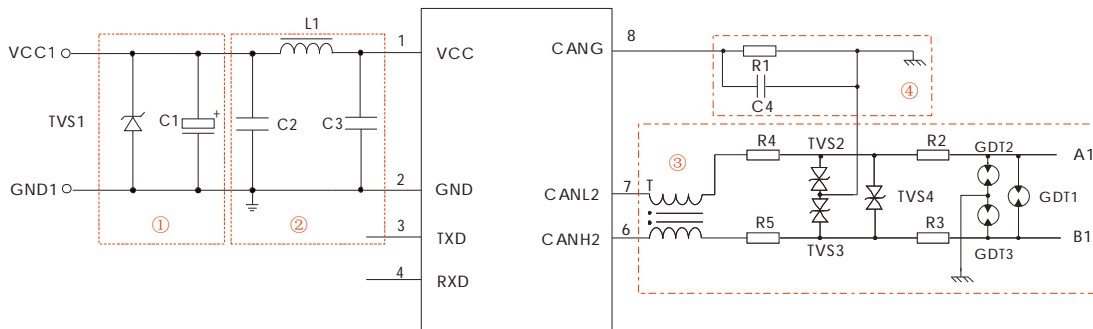 L1
VCC1
1
VCC
CANG
8
R1
C4
④
TVS1
C1
+
C2
C3
GND1
2
GND
①
②
3
TXD
4
RXD
③
T
7
CANL2
6
CANH2
R4
TVS2
R2
GDT2
A1
TVS4
GDT1
R5
TVS3
R3
GDT3
B1